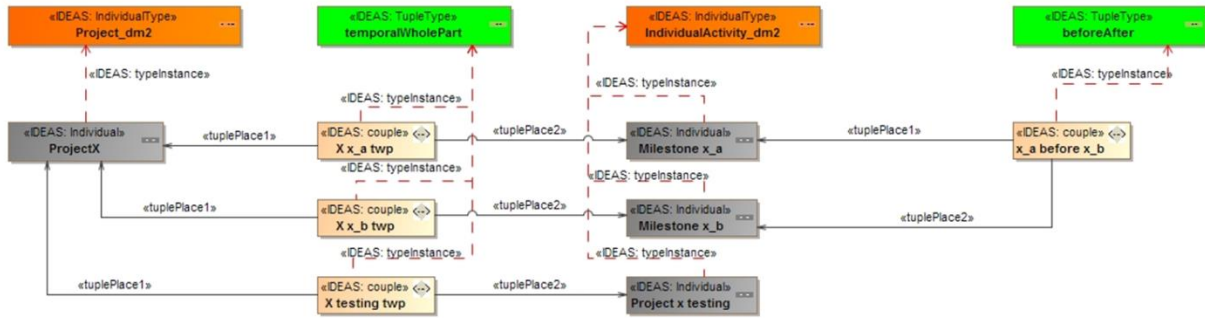 «IDEAS: IndividualType»
Project_dm2
«IDEAS: TupleType»
temporalWholePart
«IDEAS: IndividualType»
IndividualActivity_dm2
«IDEAS: TupleType»
beforeAfter
«IDEAS: typeInstance»
«IDEAS: typeInstance»
«IDEAS: typeInstance»
«IDEAS: typeInstance»
«IDEAS: Individual»
ProjectX
«tuplePlace1»
«IDEAS: couple»
X x_a twp
«tuplePlace2»
«IDEAS: Individual»
Milestone x_a
«tuplePlace1»
«IDEAS: couple»
x_a before x_b
«IDEAS: typeInstance»
«IDEAS: typeInstance»
«tuplePlace1»
«IDEAS: couple»
X x_b twp
«tuplePlace2»
«IDEAS: Individual»
Milestone x_b
«tuplePlace2»
«IDEAS: typeInstance»
«IDEAS: typeInstance»
«tuplePlace1»
«IDEAS: couple»
X testing twp
«tuplePlace2»
«IDEAS: Individual»
Project x testing